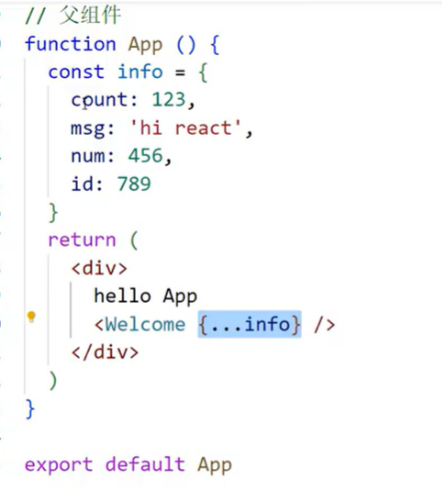 // 父组件
function App () {
  const info = {
    count: 123,
    msg: 'hi react',
    num: 456,
    id: 789
  }
  return (
    <div>
      hello App
      <Welcome {...info} />
    </div>
  )
}
export default App